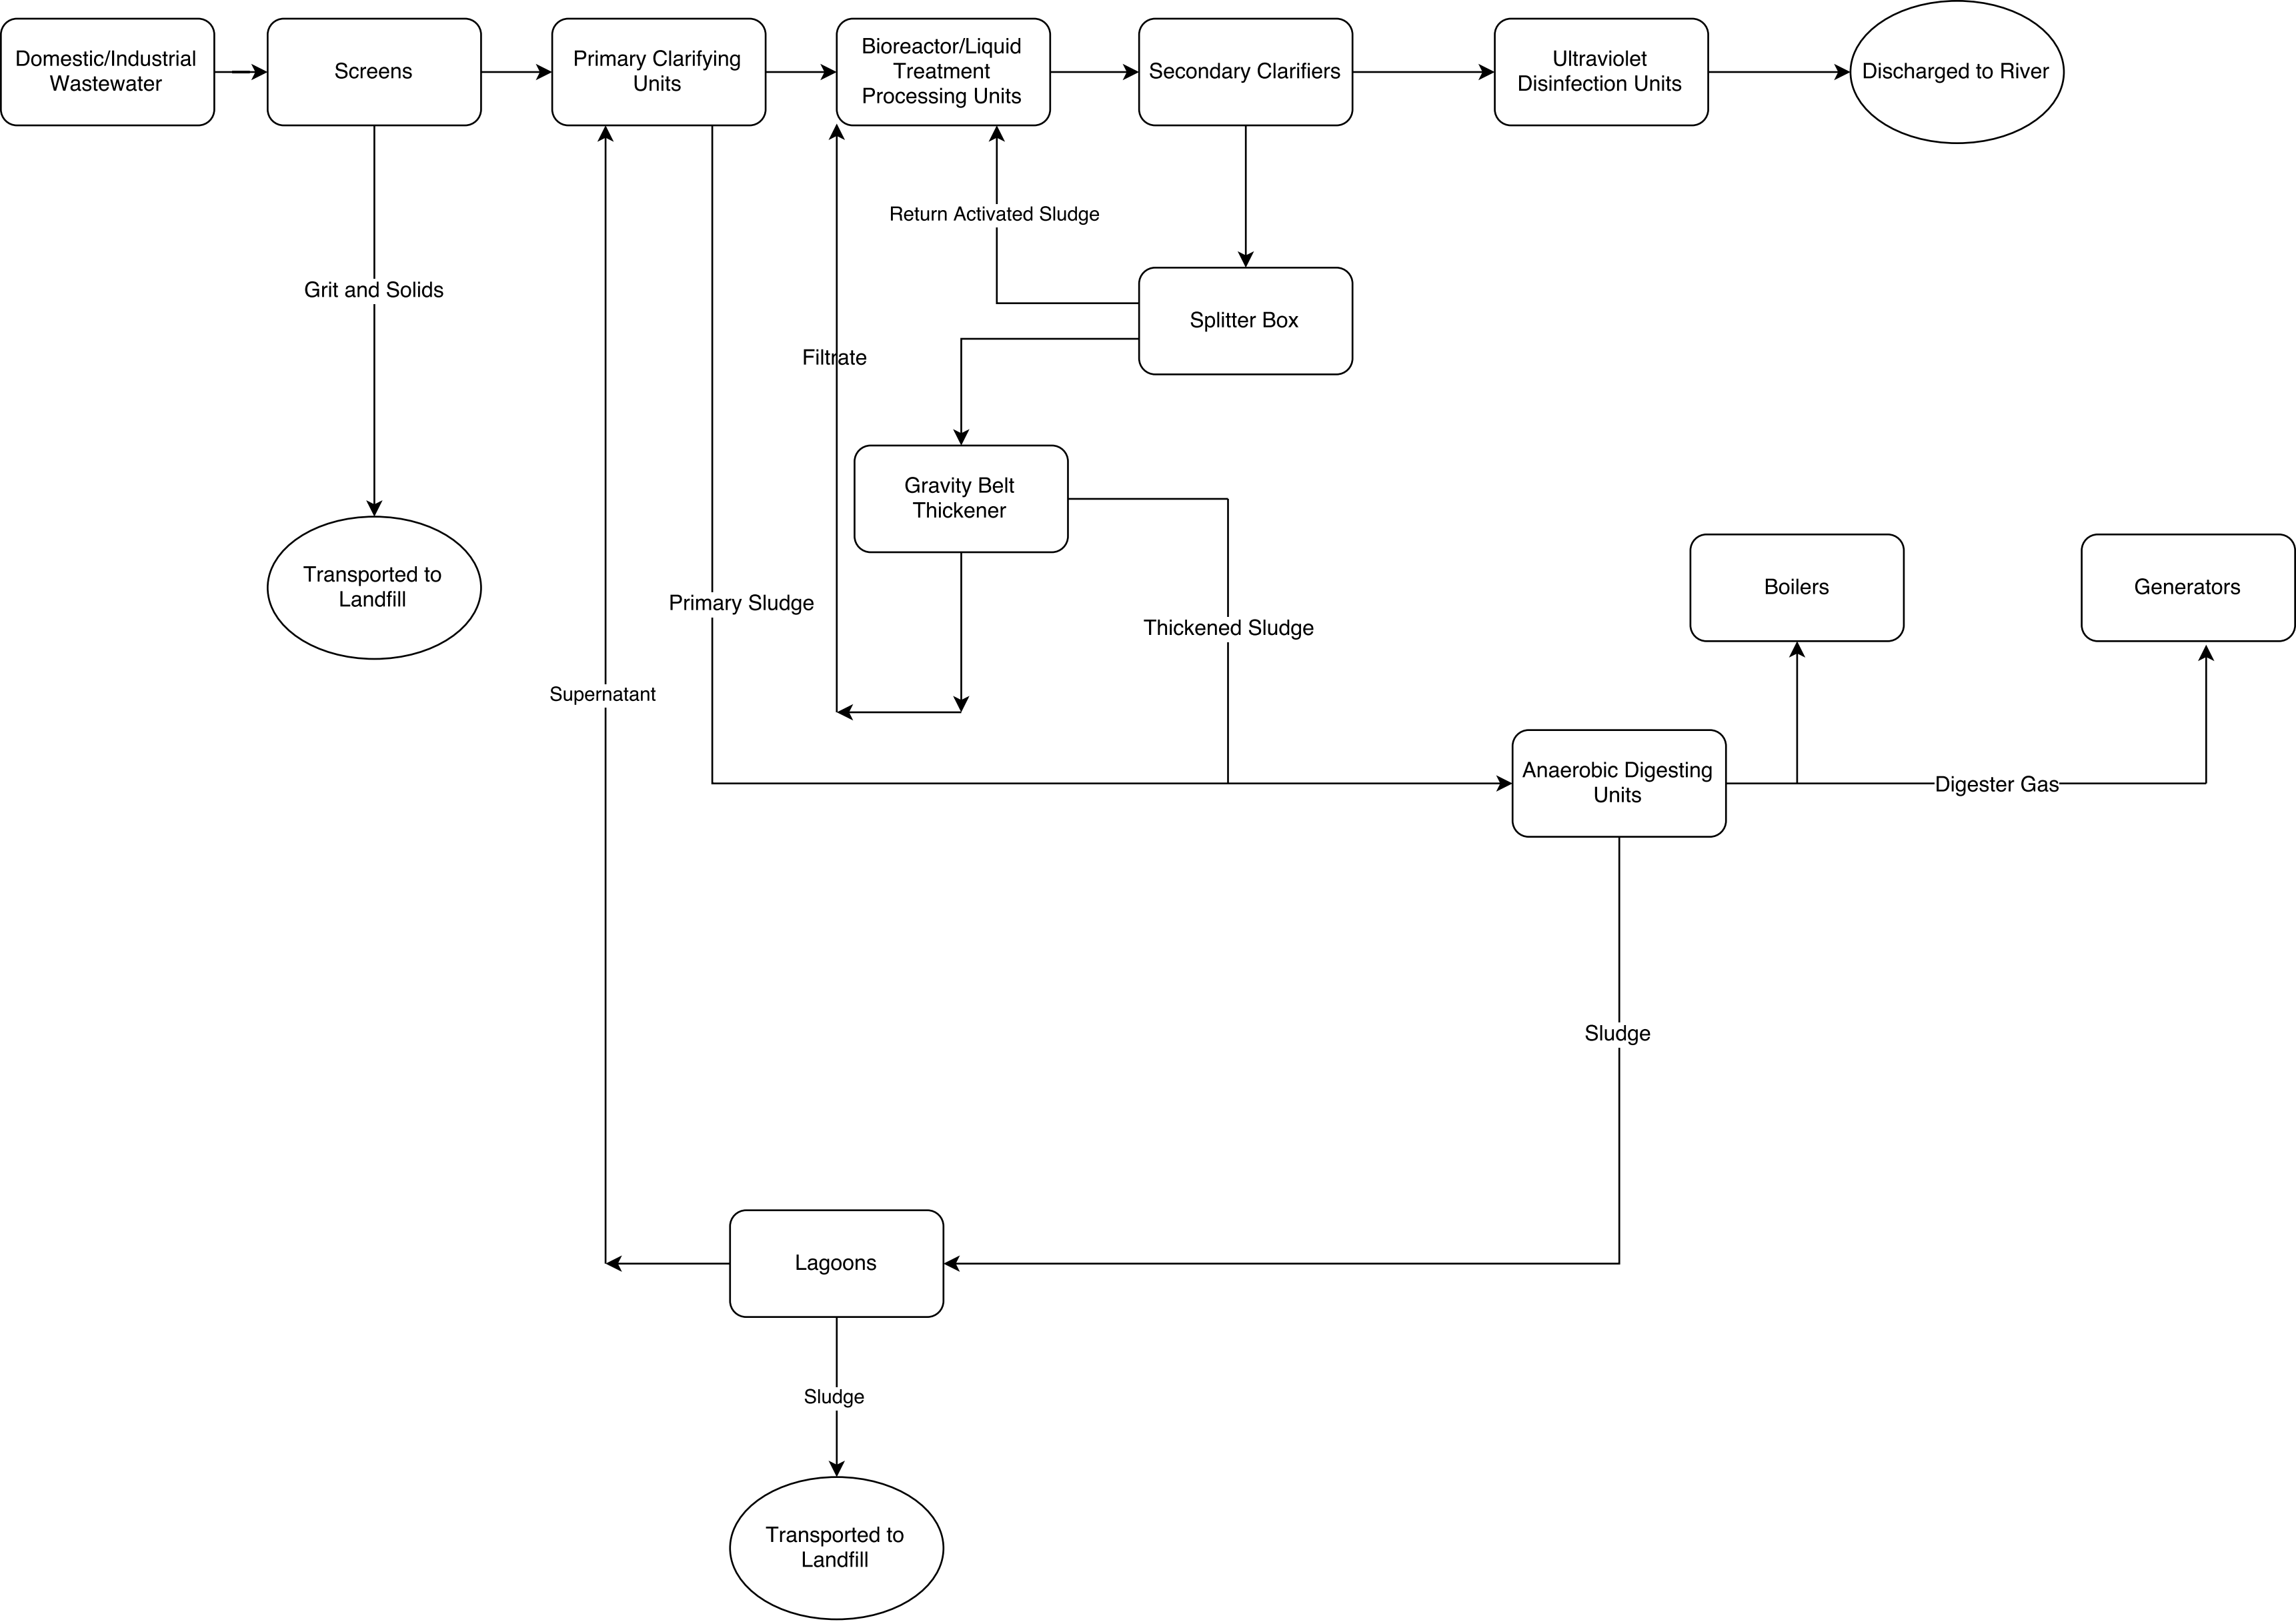 Domestic/Industrial
Wastewater
Screens
Primary Clarifying
Units
Bioreactor/Liquid
Treatment
Processing Units
Secondary Clarifiers
Ultraviolet
Disinfection Units
Discharged to River
Return Activated Sludge
Grit and Solids
Splitter Box
Filtrate
Gravity Belt
Thickener
Transported to
Landfill
Boilers
Generators
Primary Sludge
Thickened Sludge
Supernatant
Anaerobic Digesting
Units
Digester Gas
Sludge
Lagoons
Sludge
Transported to
Landfill